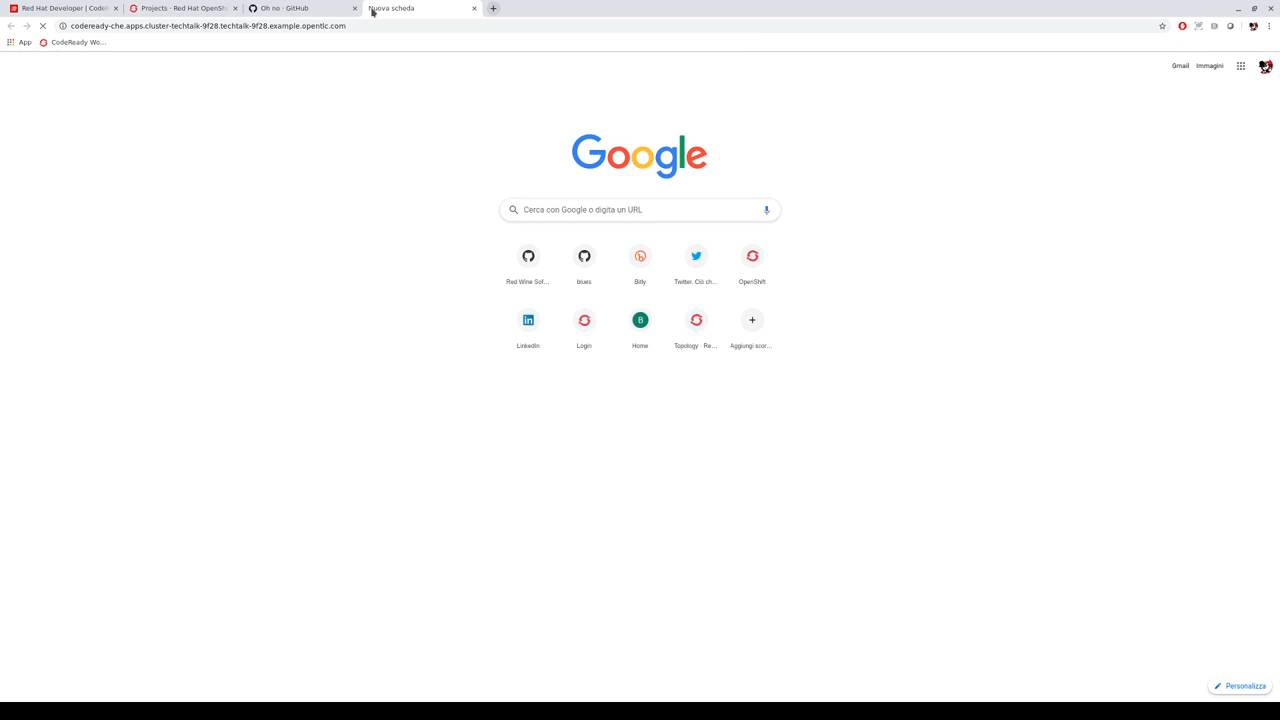 Red Hat Developer | CodeR
Projects · Red Hat OpenShi
Oh no · GitHub
Nuova scheda
codeready-che.apps.cluster-techtalk-9f28.techtalk-9f28.example.opentlc.com
App
CodeReady Wo...
Gmail
Immagini
Google
Cerca con Google o digita un URL
Red Wine Sof...
blues
Bitly
Twitter. Ciò ch...
OpenShift
LinkedIn
Login
B
Home
Topology · Re...
Aggiungi scor...
Personalizza